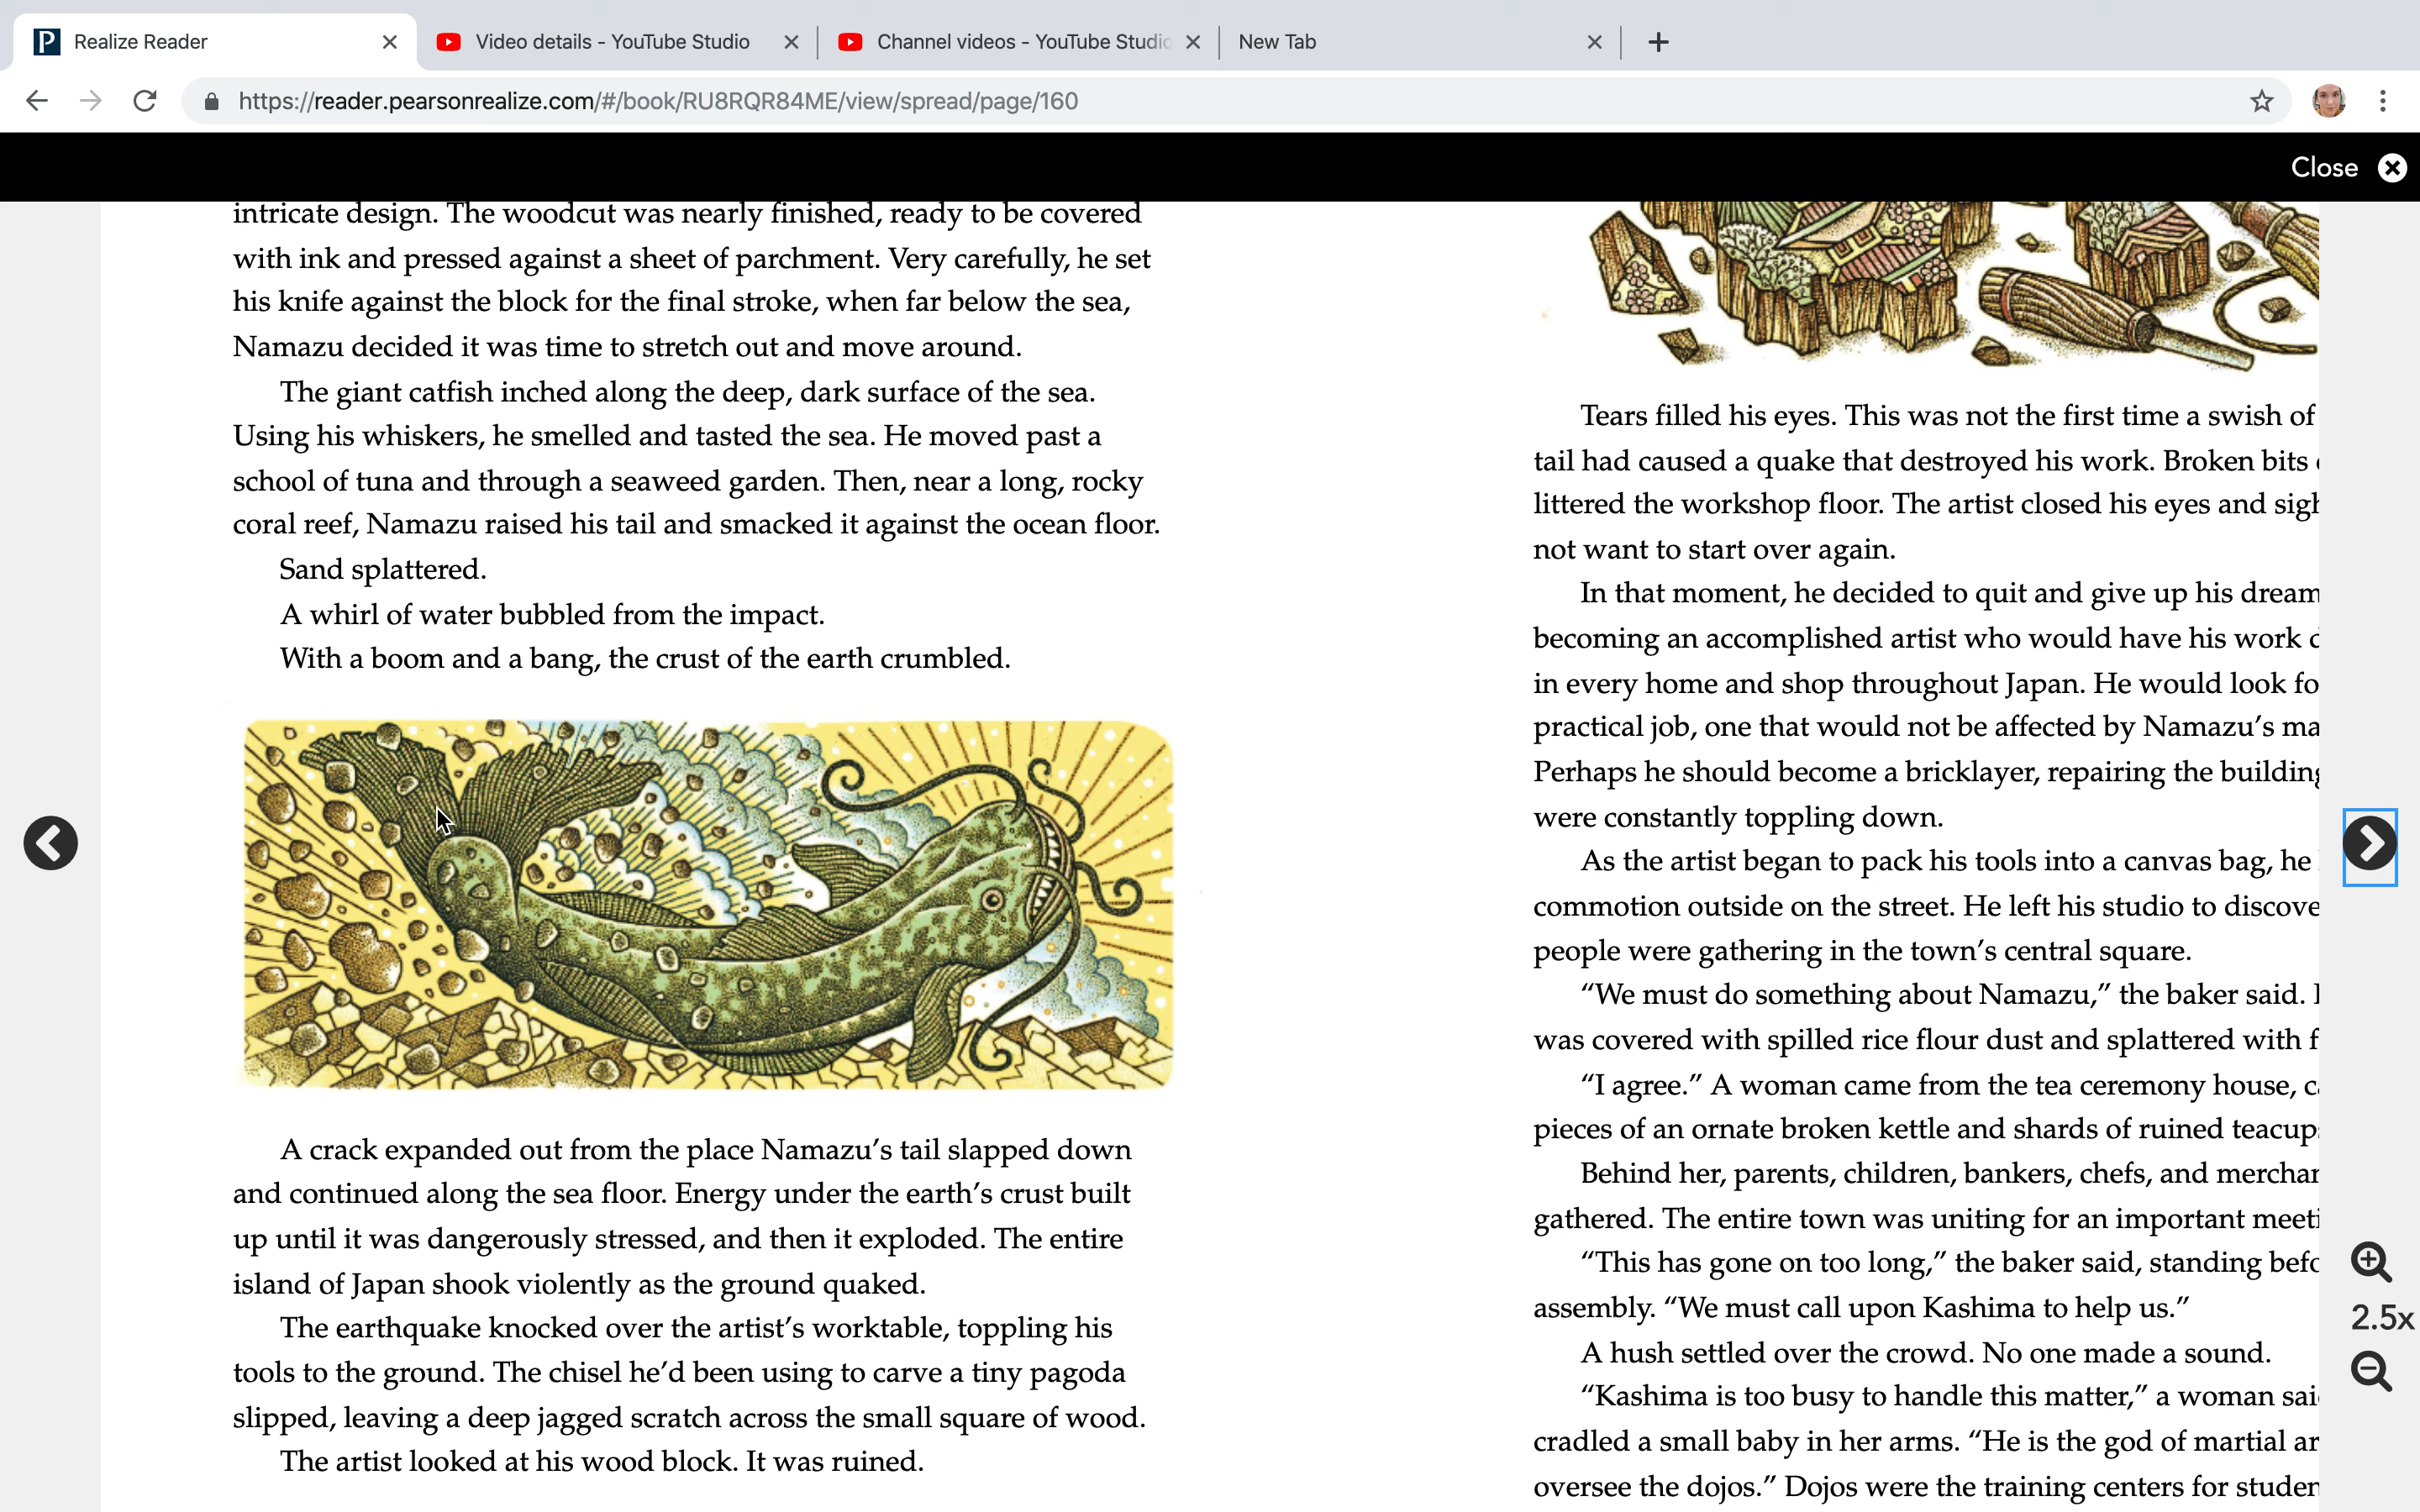 Realize Reader
Video details - YouTube Studio
Channel videos - YouTube Studio
New Tab
https://reader.pearsonrealize.com/#/book/RU8RQR84ME/view/spread/page/160
Close
intricate design. The woodcut was nearly finished, ready to be covered
with ink and pressed against a sheet of parchment. Very carefully, he set
his knife against the block for the final stroke, when far below the sea,
Namazu decided it was time to stretch out and move around.
The giant catfish inched along the deep, dark surface of the sea.
Using his whiskers, he smelled and tasted the sea. He moved past a
school of tuna and through a seaweed garden. Then, near a long, rocky
coral reef, Namazu raised his tail and smacked it against the ocean floor.
Sand splattered.
A whirl of water bubbled from the impact.
With a boom and a bang, the crust of the earth crumbled.
A crack expanded out from the place Namazu’s tail slapped down
and continued along the sea floor. Energy under the earth’s crust built
up until it was dangerously stressed, and then it exploded. The entire
island of Japan shook violently as the ground quaked.
The earthquake knocked over the artist’s worktable, toppling his
tools to the ground. The chisel he’d been using to carve a tiny pagoda
slipped, leaving a deep jagged scratch across the small square of wood.
The artist looked at his wood block. It was ruined.
Tears filled his eyes. This was not the first time a swish of
tail had caused a quake that destroyed his work. Broken bits
littered the workshop floor. The artist closed his eyes and
not want to start over again.
In that moment, he decided to quit and give up his dream
becoming an accomplished artist who would have his work
in every home and shop throughout Japan. He would look
practical job, one that would not be affected by Namazu’s
Perhaps he should become a bricklayer, repairing the building
were constantly toppling down.
As the artist began to pack his tools into a canvas bag, he
commotion outside on the street. He left his studio to
people were gathering in the town’s central square.
“We must do something about Namazu,” the baker said.
was covered with spilled rice flour dust and splattered with
“I agree.” A woman came from the tea ceremony house,
pieces of an ornate broken kettle and shards of ruined
Behind her, parents, children, bankers, chefs, and
gathered. The entire town was uniting for an important
“This has gone on too long,” the baker said, standing
assembly. “We must call upon Kashima to help us.”
A hush settled over the crowd. No one made a sound.
“Kashima is too busy to handle this matter,” a woman
cradled a small baby in her arms. “He is the god of martial
oversee the dojos.” Dojos were the training centers for
2.5x